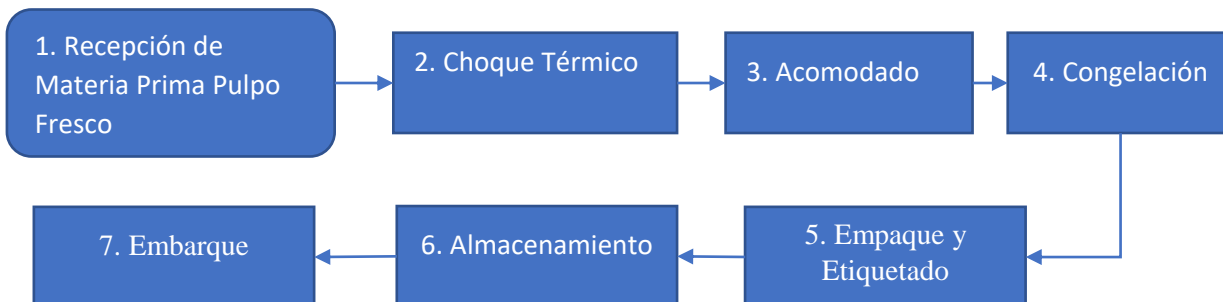 1. Recepción de
Materia Prima Pulpo
Fresco
2. Choque Térmico
3. Acomodado
4. Congelación
5. Empaque y
Etiquetado
6. Almacenamiento
7. Embarque